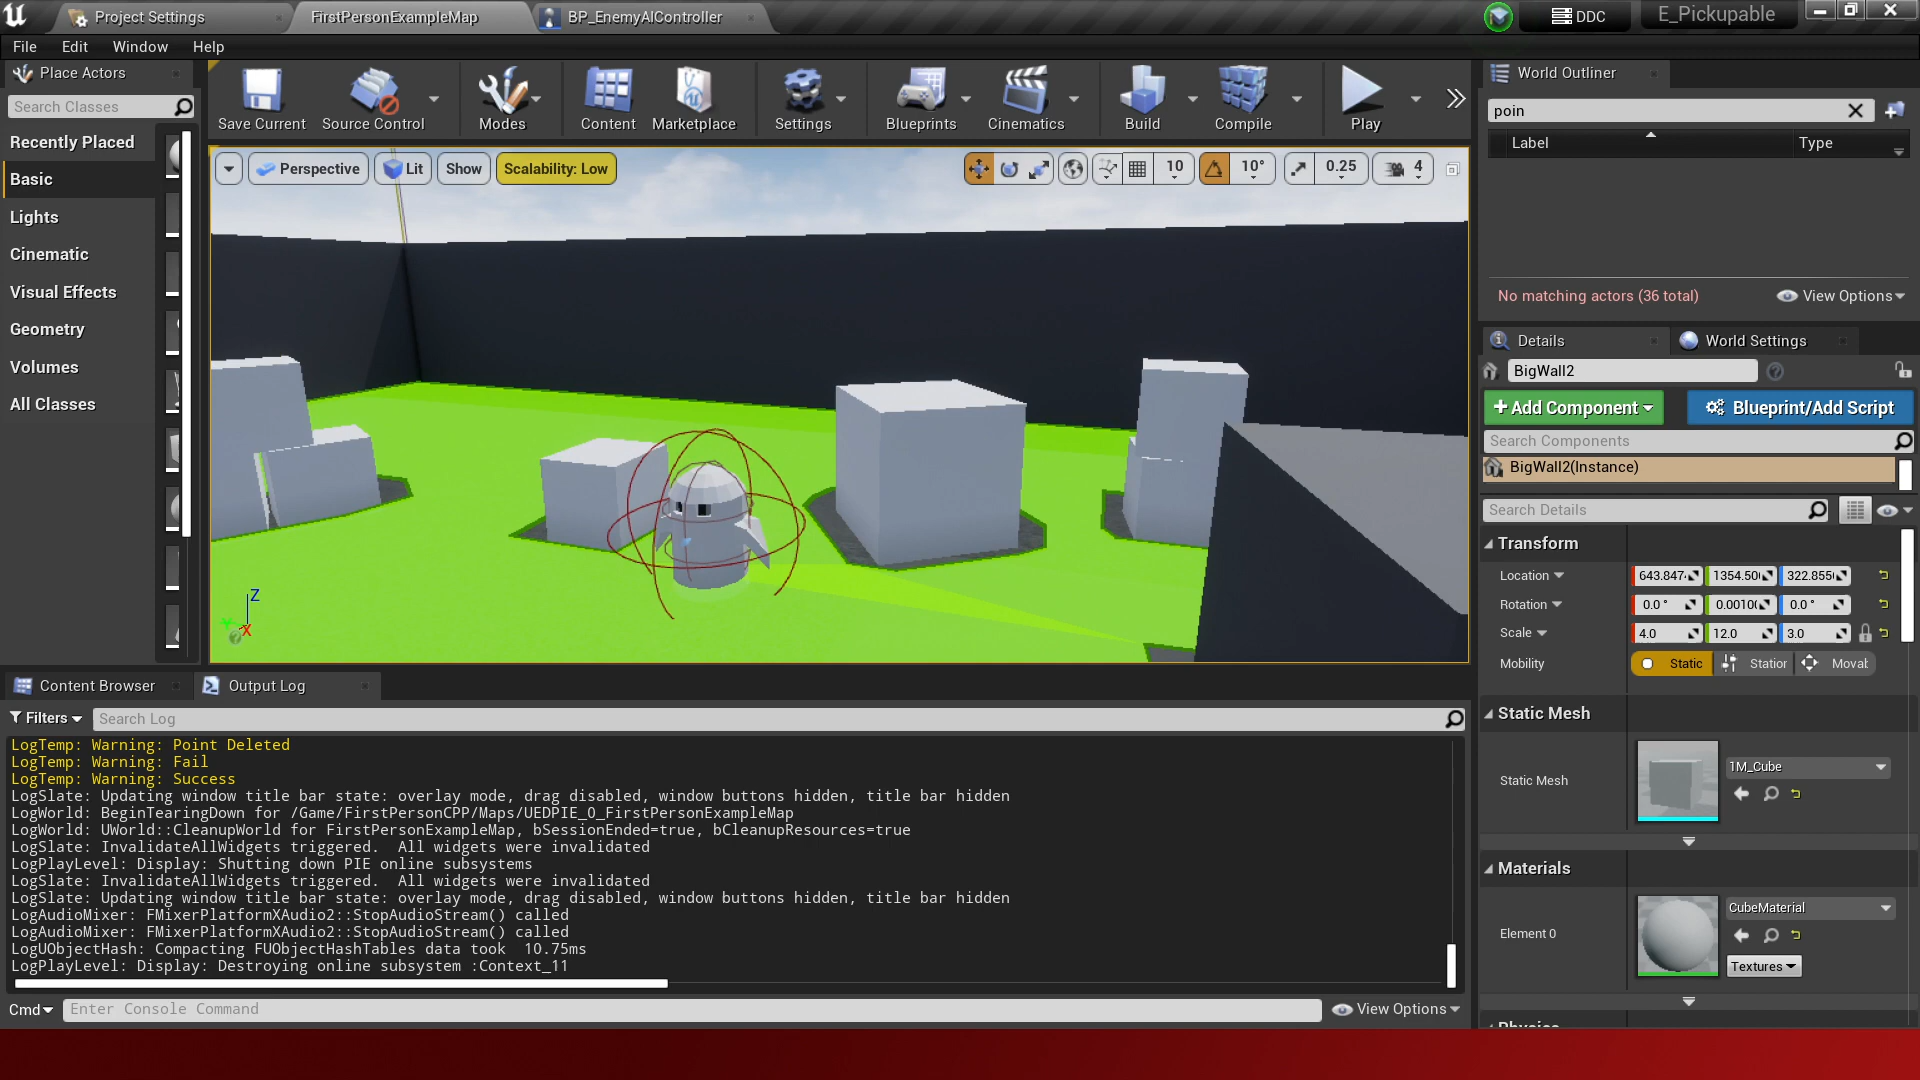 Project Settings
FirstPersonExampleMap
BP_EnemyAIController
DDC
E_Pickupable
File Edit Window Help
Place Actors
Search Classes
Recently Placed
Basic
Lights
Cinematic
Visual Effects
Geometry
Volumes
All Classes
Save Current
Source Control
Modes
Content
Marketplace
Settings
Blueprints
Cinematics
Build
Compile
Play
Perspective
Lit
Show
Scalability: Low
10
10°
0.25
4
Z
X
Y
World Outliner
poin
Label
Type
No matching actors (36 total)
View Options
Details
World Settings
BigWall2
+Add Component
Blueprint/Add Script
Search Components
BigWall2(Instance)
Search Details
Transform
Location 643.847 1354.50 322.855
Rotation 0.0 ° 0.0010 0.0 °
Scale 4.0 12.0 3.0
Mobility Static Station Moval
Static Mesh
Static Mesh
1M_Cube
Materials
Element 0
CubeMaterial
Textures
Physics
Content Browser
Output Log
Filters
Search Log
LogTemp: Warning: Point Deleted
LogTemp: Warning: Fail
LogTemp: Warning: Success
LogSlate: Updating window title bar state: overlay mode, drag disabled, window buttons hidden, title bar hidden
LogWorld: BeginTearingDown for /Game/FirstPersonCPP/Maps/UEDPIE_0_FirstPersonExampleMap
LogWorld: UWorld::CleanupWorld for FirstPersonExampleMap, bSessionEnded=true, bCleanupResources=true
LogSlate: InvalidateAllWidgets triggered.  All widgets were invalidated
LogPlayLevel: Display: Shutting down PIE online subsystems
LogSlate: InvalidateAllWidgets triggered.  All widgets were invalidated
LogSlate: Updating window title bar state: overlay mode, drag disabled, window buttons hidden, title bar hidden
LogAudioMixer: FMixerPlatformXAudio2::StopAudioStream() called
LogAudioMixer: FMixerPlatformXAudio2::StopAudioStream() called
LogUObjectHash: Compacting FUObjectHashTables data took  10.75ms
LogPlayLevel: Display: Destroying online subsystem :Context_11
Cmd
Enter Console Command
View Options